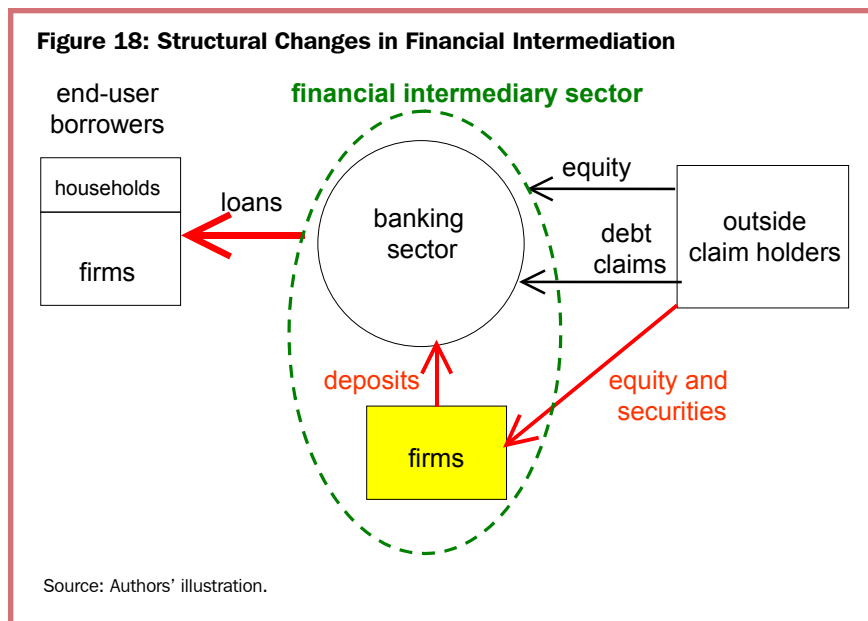 Figure 18: Structural Changes in Financial Intermediation
end-user
borrowers
financial intermediary sector
households
firms
loans
banking
sector
equity
debt
claims
outside
claim holders
deposits
firms
equity and
securities
Source: Authors' illustration.